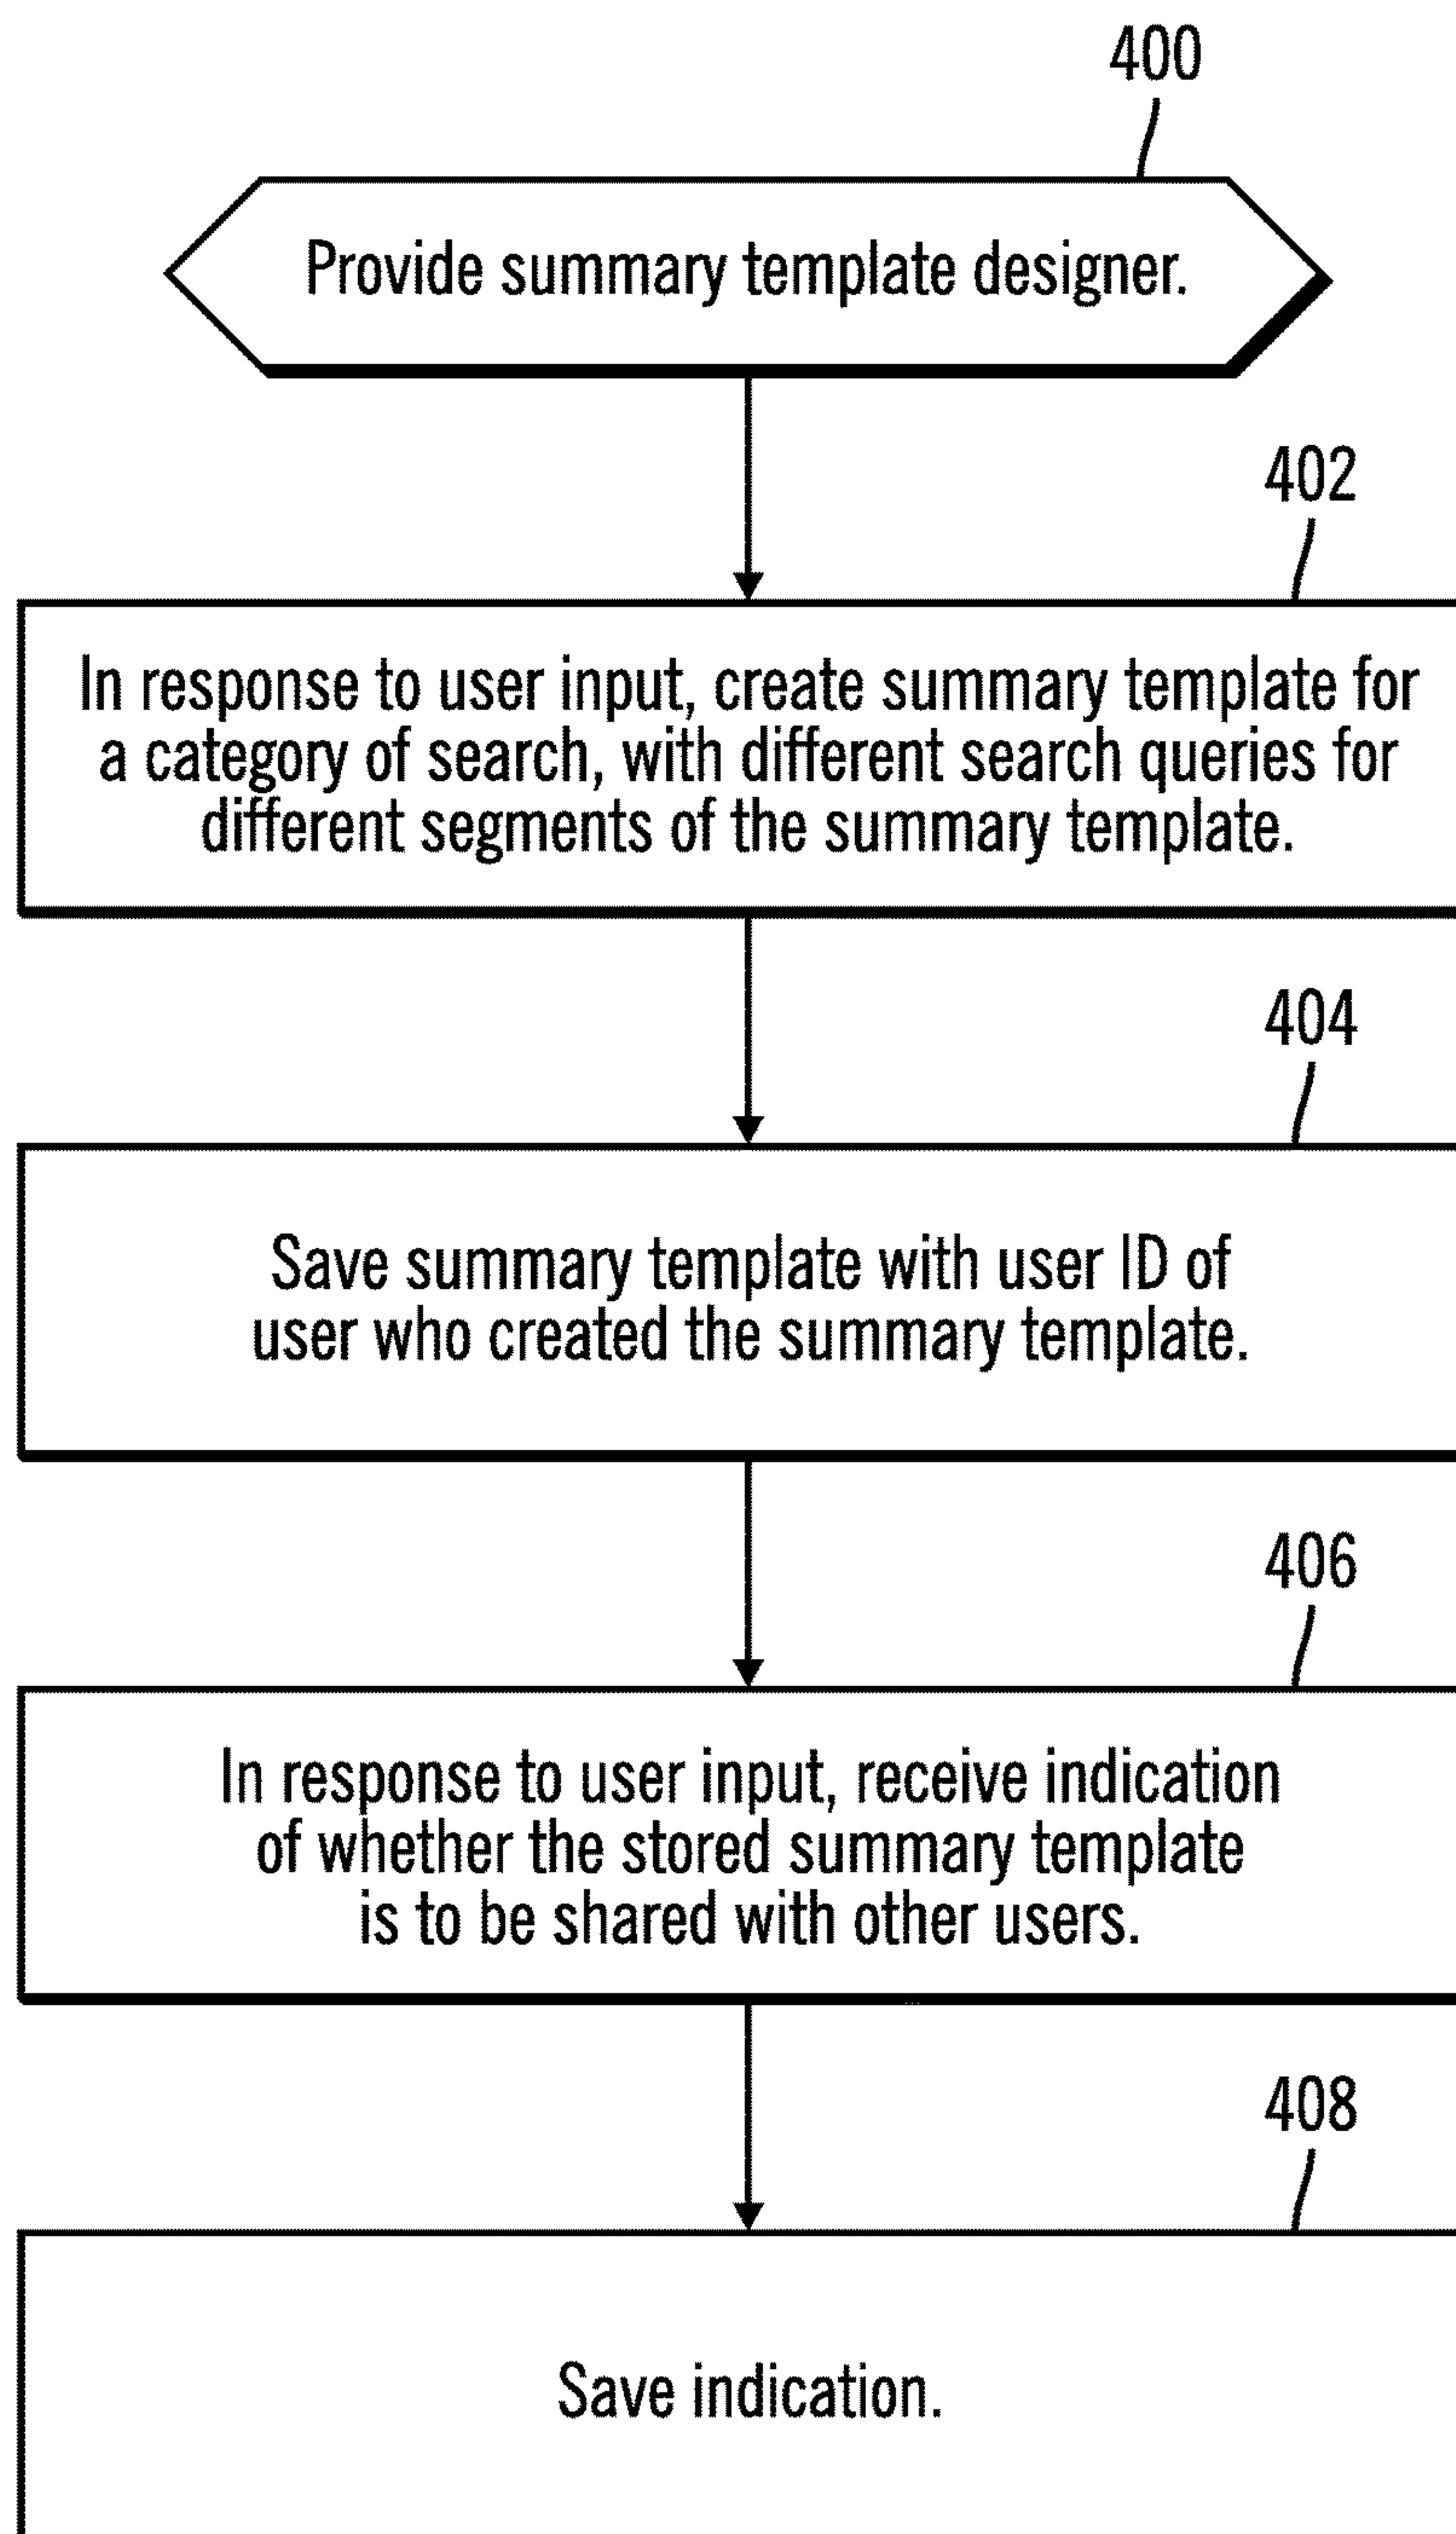 400
Provide summary template designer.
402
In response to user input, create summary template for
a category of search, with different search queries for
different segments of the summary template.
404
Save summary template with user ID of
user who created the summary template.
406
In response to user input, receive indication
of whether the stored summary template
is to be shared with other users.
408
Save indication.